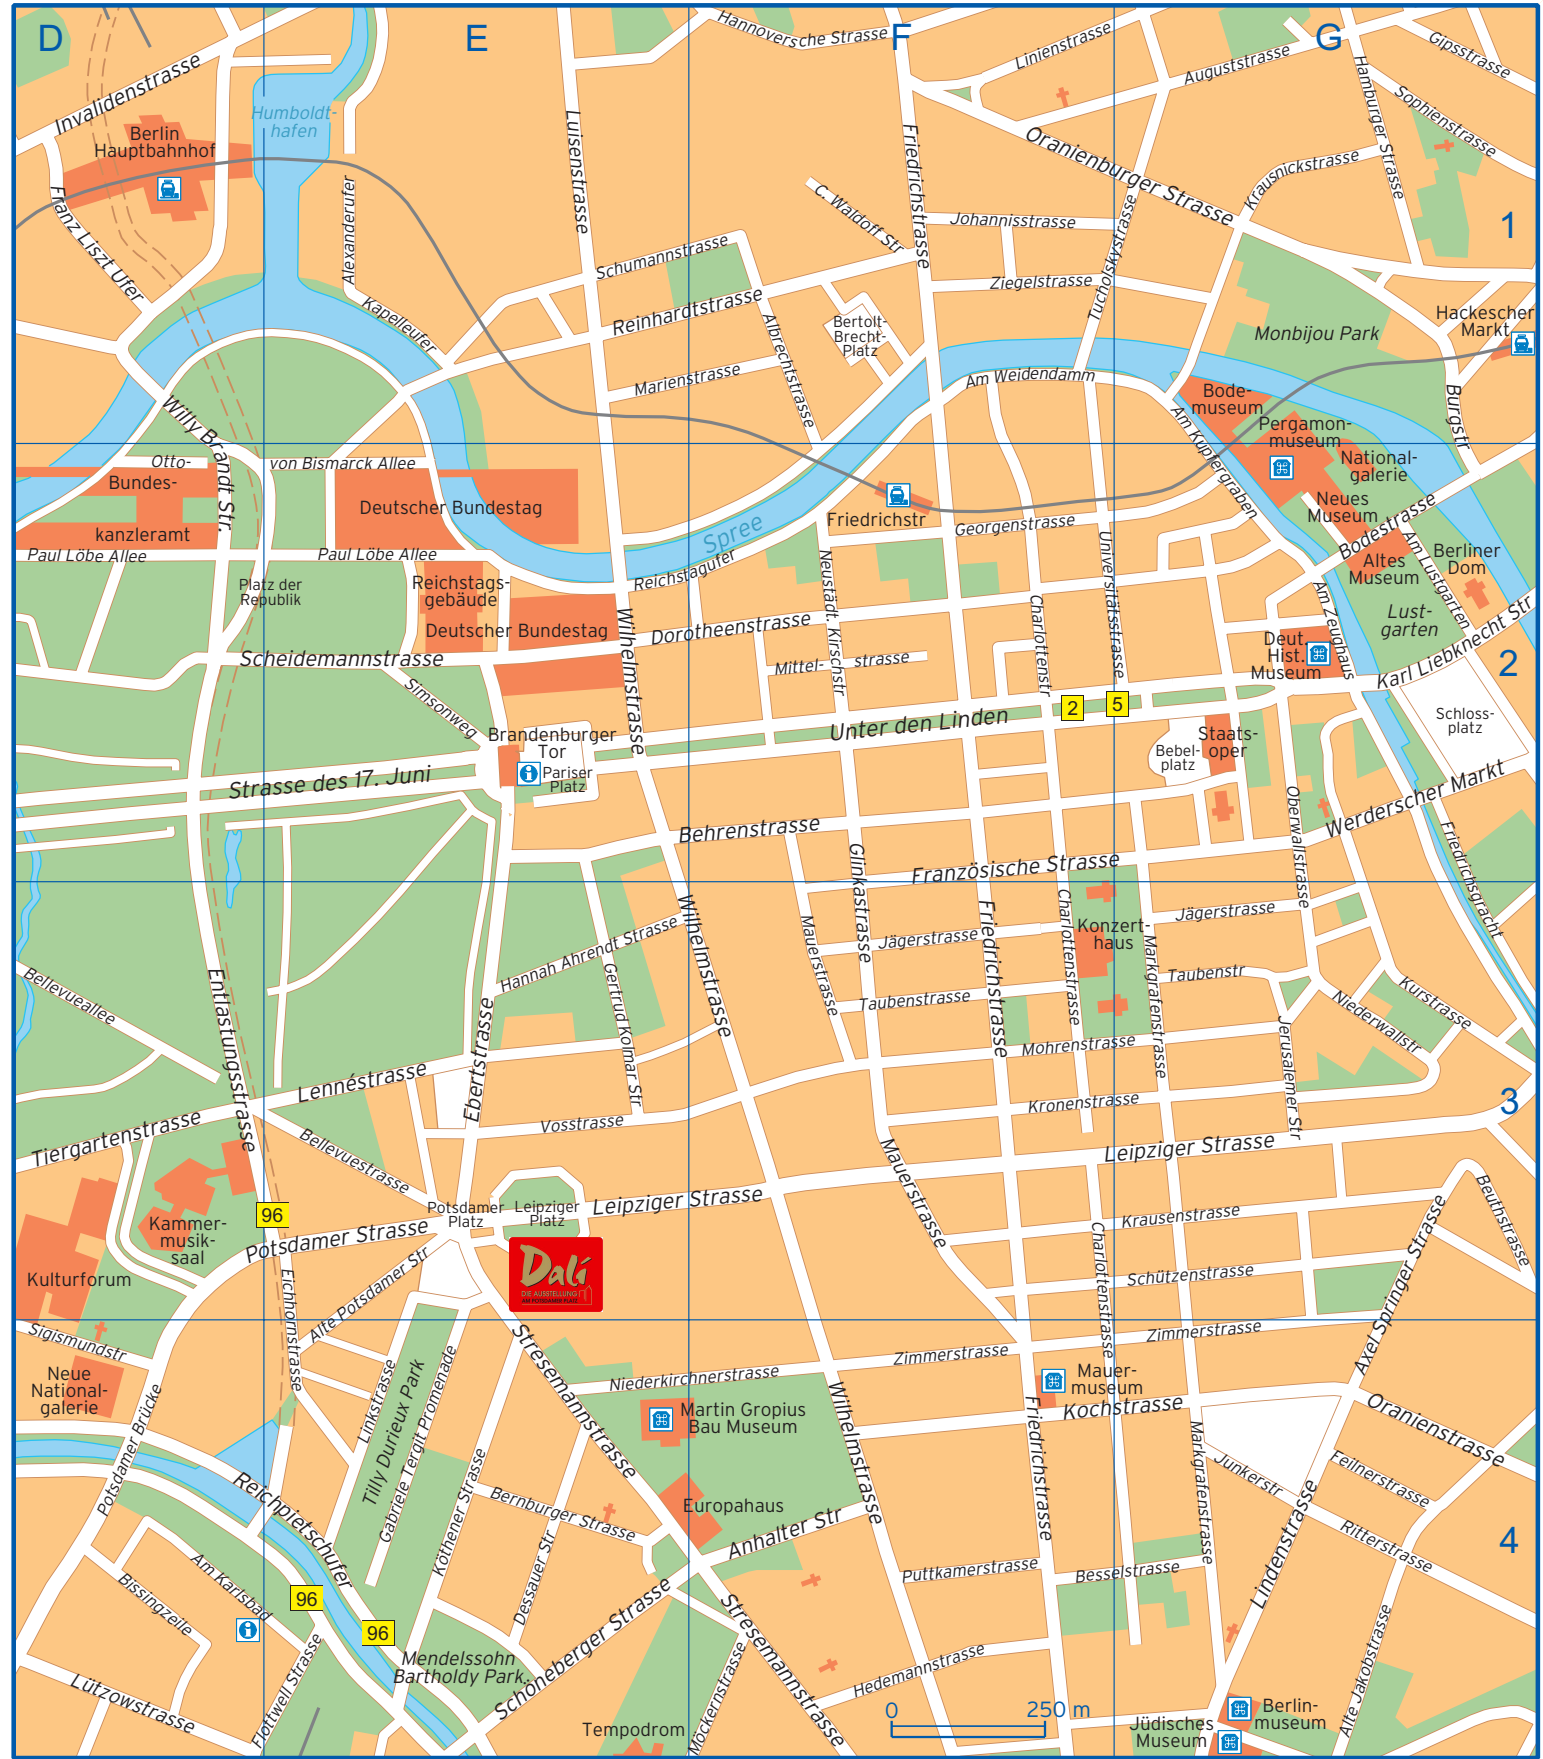 D
E
F
G
Hannoversche Strasse
Linienstrasse
Auguststrasse
Gipsstrasse
Invalidenstrasse
Humboldt-
hafen
Hamburger Strasse
Sophienstrasse
Berlin
Hauptbahnhof
Luisenstrasse
Friedrichstrasse
Oranienburger Strasse
Krausnickstrasse
Franz Liszt Ufer
Alexanderufer
C. Waldoff Str
Johannisstrasse
Tucholskystrasse
1
Schumannstrasse
Ziegelstrasse
Reinhardtstrasse
Kapelleufer
Albrechtstrasse
Bertolt-
Brecht-
Platz
Monbijou Park
Hackescher
Markt
Marienstrasse
Am Weidendamm
Bode-
museum
Burgstr
Willy Brandt Str.
Am Kupfergraben
Pergamon-
museum
Otto-
von Bismarck Allee
National-
galerie
Bundes-
kanzleramt
Deutscher Bundestag
Friedrichstr
Neues
Museum
Spree
Georgenstrasse
Bodestrasse
Paul Löbe Allee
Paul Löbe Allee
Reichstagufer
Universitätsstrasse
Altes
Museum
Am Lustgarten
Berliner
Dom
Platz der
Republik
Reichstags-
gebäude
Neustädt. Kirschstr
Charlottenstr
Am Zeughaus
Lust-
garten
Deutscher Bundestag
Wilhelmstrasse
Dorotheenstrasse
Karl Liebknecht Str
Scheidemannstrasse
Mittel-
strasse
Deut.
Hist.
Museum
2
Simsonweg
2
5
Unter den Linden
Schloss-
platz
Brandenburger
Tor
Pariser
Platz
Bebel-
platz
Staats-
oper
Strasse des 17. Juni
Werderscher Markt
Behrenstrasse
Oberwallstrasse
Friedrichsgracht
Französische Strasse
Glinkastrasse
Wilhelmstrasse
Mauerstrasse
Friedrichstrasse
Charlottenstrasse
Konzert-
haus
Jägerstrasse
Jägerstrasse
Markgrafenstrasse
Hannah Ahrendt Strasse
Gertrud Kolmar Str
Bellevueallee
Entlastungsstrasse
Taubenstrasse
Taubenstr
Kurstrasse
Niederwallstr
Ebertstrasse
Mohrenstrasse
Jerusalemer Str
Lennéstrasse
Kronenstrasse
3
Vosstrasse
Tiergartenstrasse
Bellevuestrasse
Leipziger Strasse
Mauerstrasse
Kammer-
musik-
saal
96
Potsdamer
Platz
Leipziger
Platz
Leipziger Strasse
Krausenstrasse
Beuthstrasse
Potsdamer Strasse
Dalí
DIE AUSSTELLUNG
AM POTSDAMER PLATZ
Kulturforum
Eichhornstrasse
Alte Potsdamer Str
Charlottenstrasse
Schützenstrasse
Axel Springer Strasse
Sigismundstr
Stresemannstrasse
Zimmerstrasse
Zimmerstrasse
Neue
National-
galerie
Linkstrasse
Tilly Durieux Park
Gabriele Tergit Promenade
Niederkirchnerstrasse
Mauer-
museum
Martin Gropius
Bau Museum
Wilhelmstrasse
Kochstrasse
Friedrichstrasse
Oranienstrasse
Potsdamer Brücke
Markgrafenstrasse
Junkerstr
Feilnerstrasse
Reichpietschufer
Köthener Strasse
Bernburger Strasse
Europahaus
Anhalter Str
Lindenstrasse
Ritterstrasse
4
Am Karlsbad
Bissingzeile
Dessauer Str
Puttkamerstrasse
Besselstrasse
96
96
Schöneberger Strasse
Stresemannstrasse
Flottwell Strasse
Mendelssohn
Bartholdy Park
Hedemannstrasse
Alte Jakobstrasse
Lützowstrasse
Tempodrom
Möckernstrasse
0
250 m
Jüdisches
Museum
Berlin-
museum